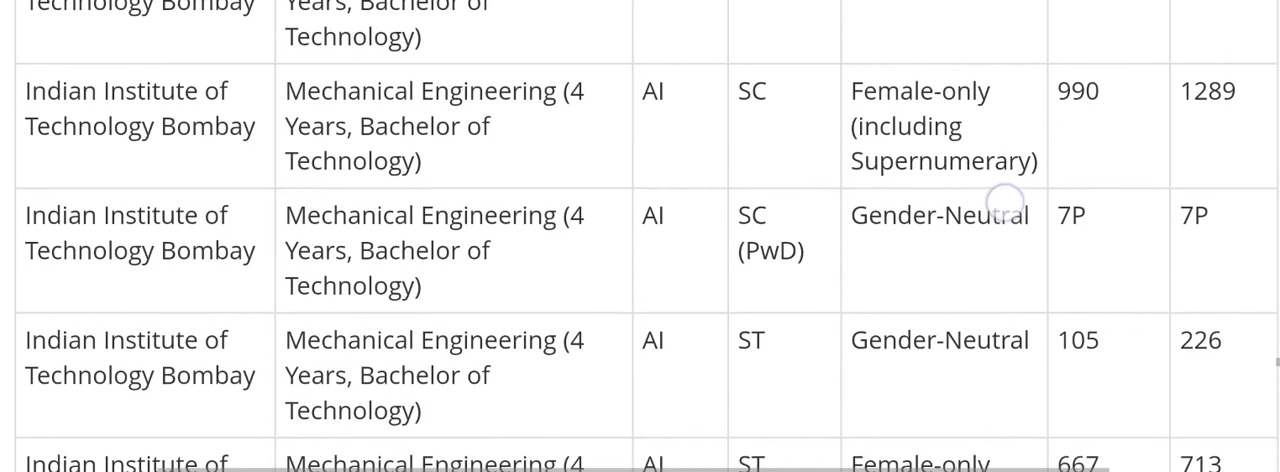 Technology Bombay
Years, Bachelor of
Technology)
Indian Institute of
Technology Bombay
Mechanical Engineering (4
Years, Bachelor of
Technology)
AI
SC
Female-only
(including
Supernumerary)
990
1289
Indian Institute of
Technology Bombay
Mechanical Engineering (4
Years, Bachelor of
Technology)
AI
SC
(PwD)
Gender-Neutral
7P
7P
Indian Institute of
Technology Bombay
Mechanical Engineering (4
Years, Bachelor of
Technology)
AI
ST
Gender-Neutral
105
226
Indian Institute of
Mechanical Engineering (4
AI
ST
Female-only
667
713